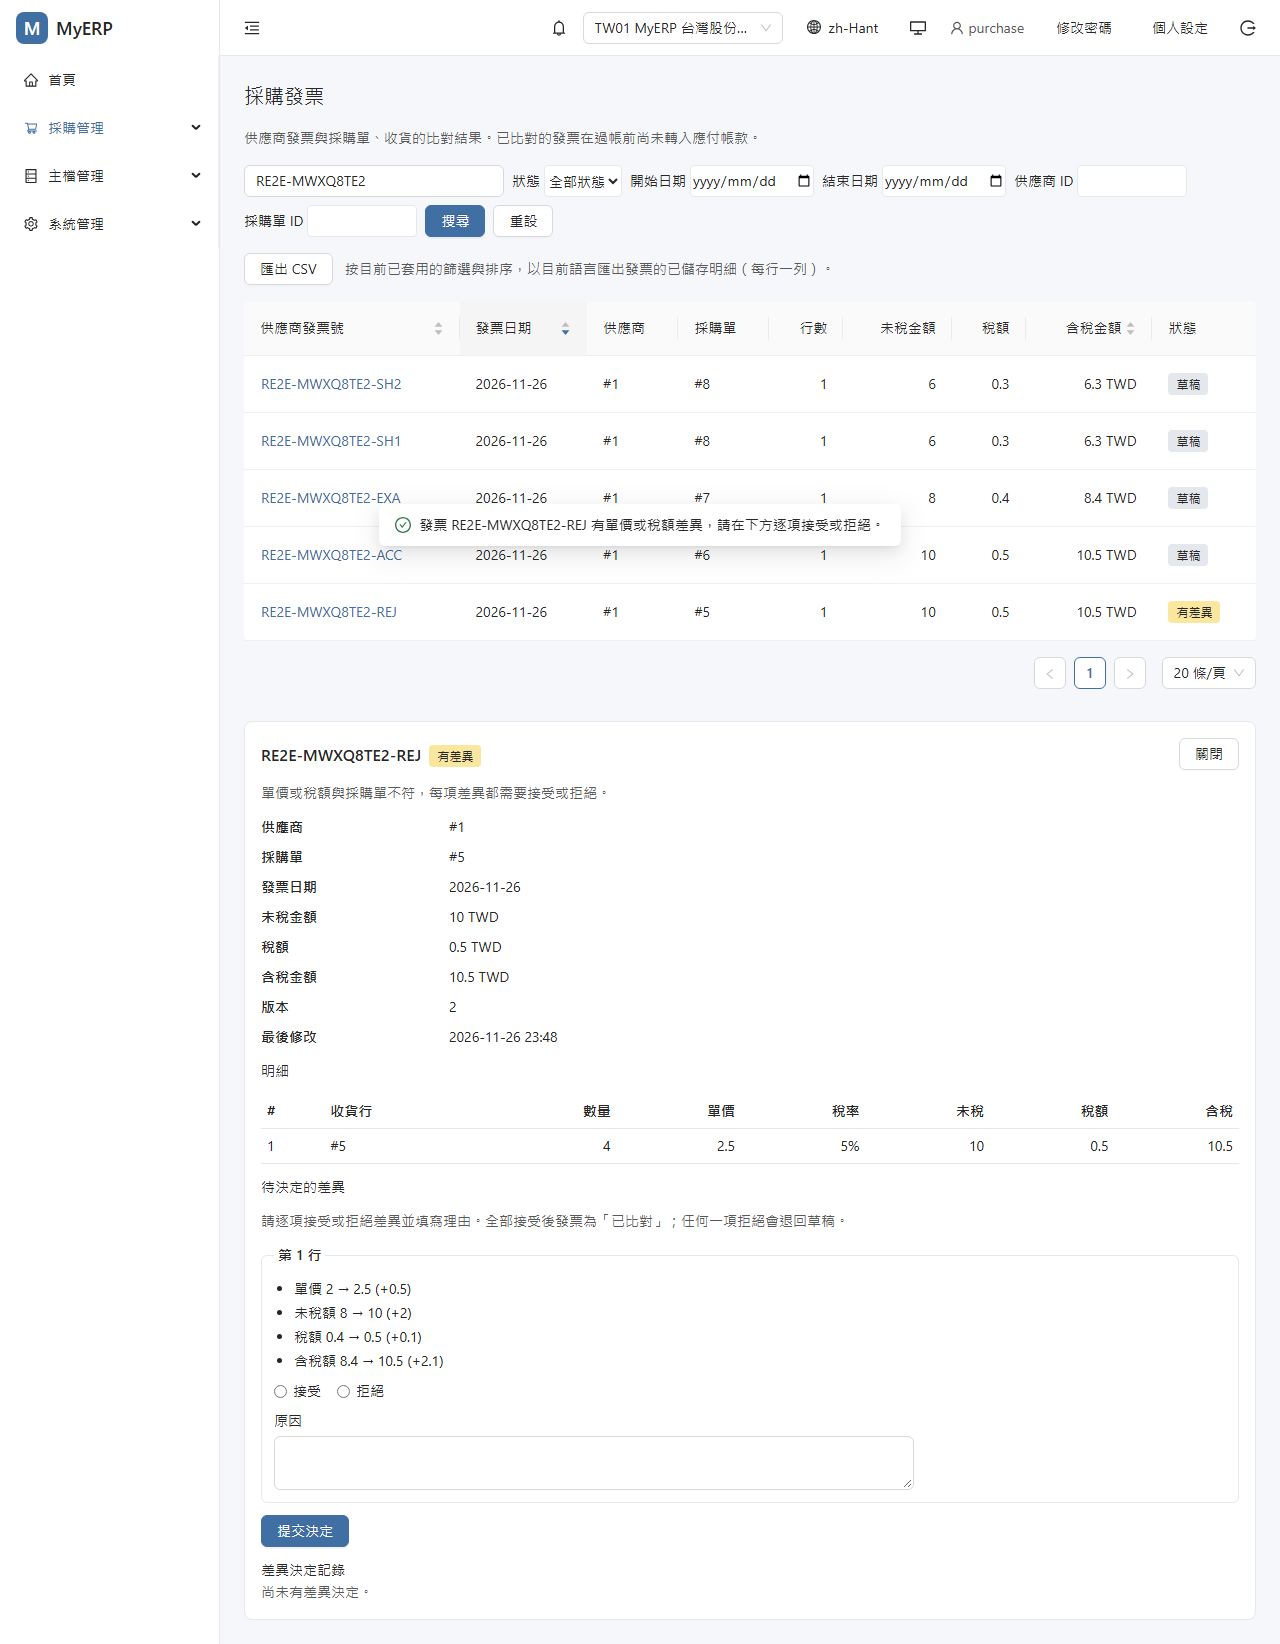 M MyERP
TW01 MyERP 台灣股份... zh-Hant purchase 修改密碼 個人設定
首頁
採購管理
主檔管理
系統管理
採購發票
供應商發票與採購單、收貨的比對結果。已比對的發票在過帳前尚未轉入應付帳款。
RE2E-MWXQ8TE2 狀態 全部狀態 開始日期 yyyy/mm/dd 結束日期 yyyy/mm/dd 供應商 ID
採購單 ID 搜尋 重設
匯出 CSV 按目前已套用的篩選與排序，以目前語言匯出發票的已儲存明細（每行一列）。
供應商發票號 發票日期 供應商 採購單 行數 未稅金額 稅額 含稅金額 狀態
RE2E-MWXQ8TE2-SH2 2026-11-26 #1 #8 1 6 0.3 6.3 TWD 草稿
RE2E-MWXQ8TE2-SH1 2026-11-26 #1 #8 1 6 0.3 6.3 TWD 草稿
RE2E-MWXQ8TE2-EXA 2026-11-26 #1 #7 1 8 0.4 8.4 TWD 草稿
發票 RE2E-MWXQ8TE2-REJ 有單價或稅額差異，請在下方逐項接受或拒絕。
RE2E-MWXQ8TE2-ACC 2026-11-26 #1 #6 1 10 0.5 10.5 TWD 草稿
RE2E-MWXQ8TE2-REJ 2026-11-26 #1 #5 1 10 0.5 10.5 TWD 有差異
1 20 條/頁
RE2E-MWXQ8TE2-REJ 有差異 關閉
單價或稅額與採購單不符，每項差異都需要接受或拒絕。
供應商 #1
採購單 #5
發票日期 2026-11-26
未稅金額 10 TWD
稅額 0.5 TWD
含稅金額 10.5 TWD
版本 2
最後修改 2026-11-26 23:48
明細
# 收貨行 數量 單價 稅率 未稅 稅額 含稅
1 #5 4 2.5 5% 10 0.5 10.5
待決定的差異
請逐項接受或拒絕差異並填寫理由。全部接受後發票為「已比對」；任何一項拒絕會退回草稿。
第 1 行
• 單價 2 → 2.5 (+0.5)
• 未稅額 8 → 10 (+2)
• 稅額 0.4 → 0.5 (+0.1)
• 含稅額 8.4 → 10.5 (+2.1)
接受 拒絕
原因
提交決定
差異決定記錄
尚未有差異決定。